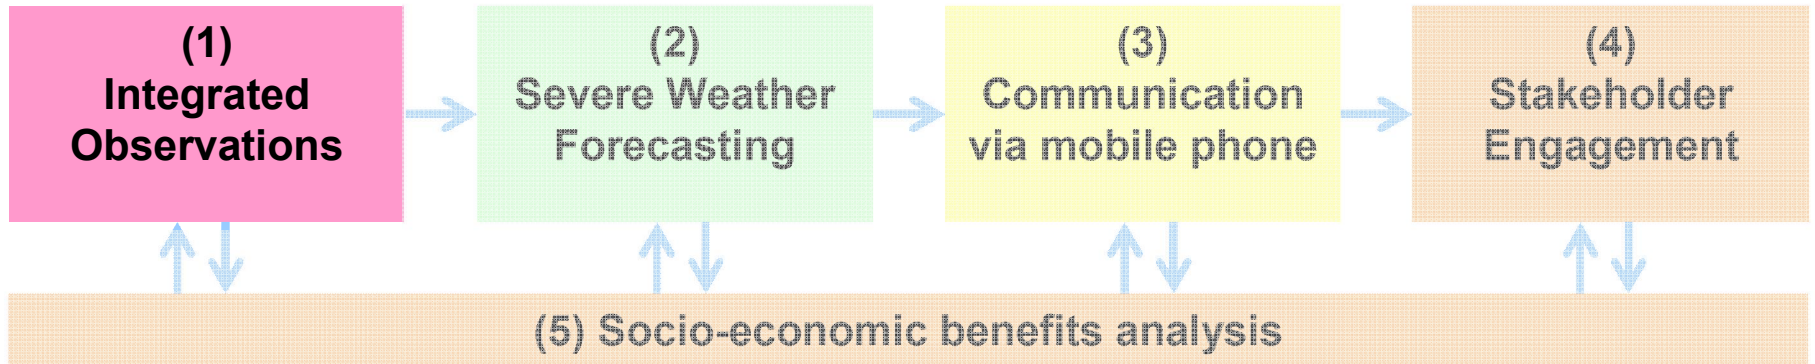 (1)
Integrated
Observations
(2)
Severe Weather
Forecasting
(3)
Communication
via mobile phone
(4)
Stakeholder
Engagement
(5) Socio-economic benefits analysis